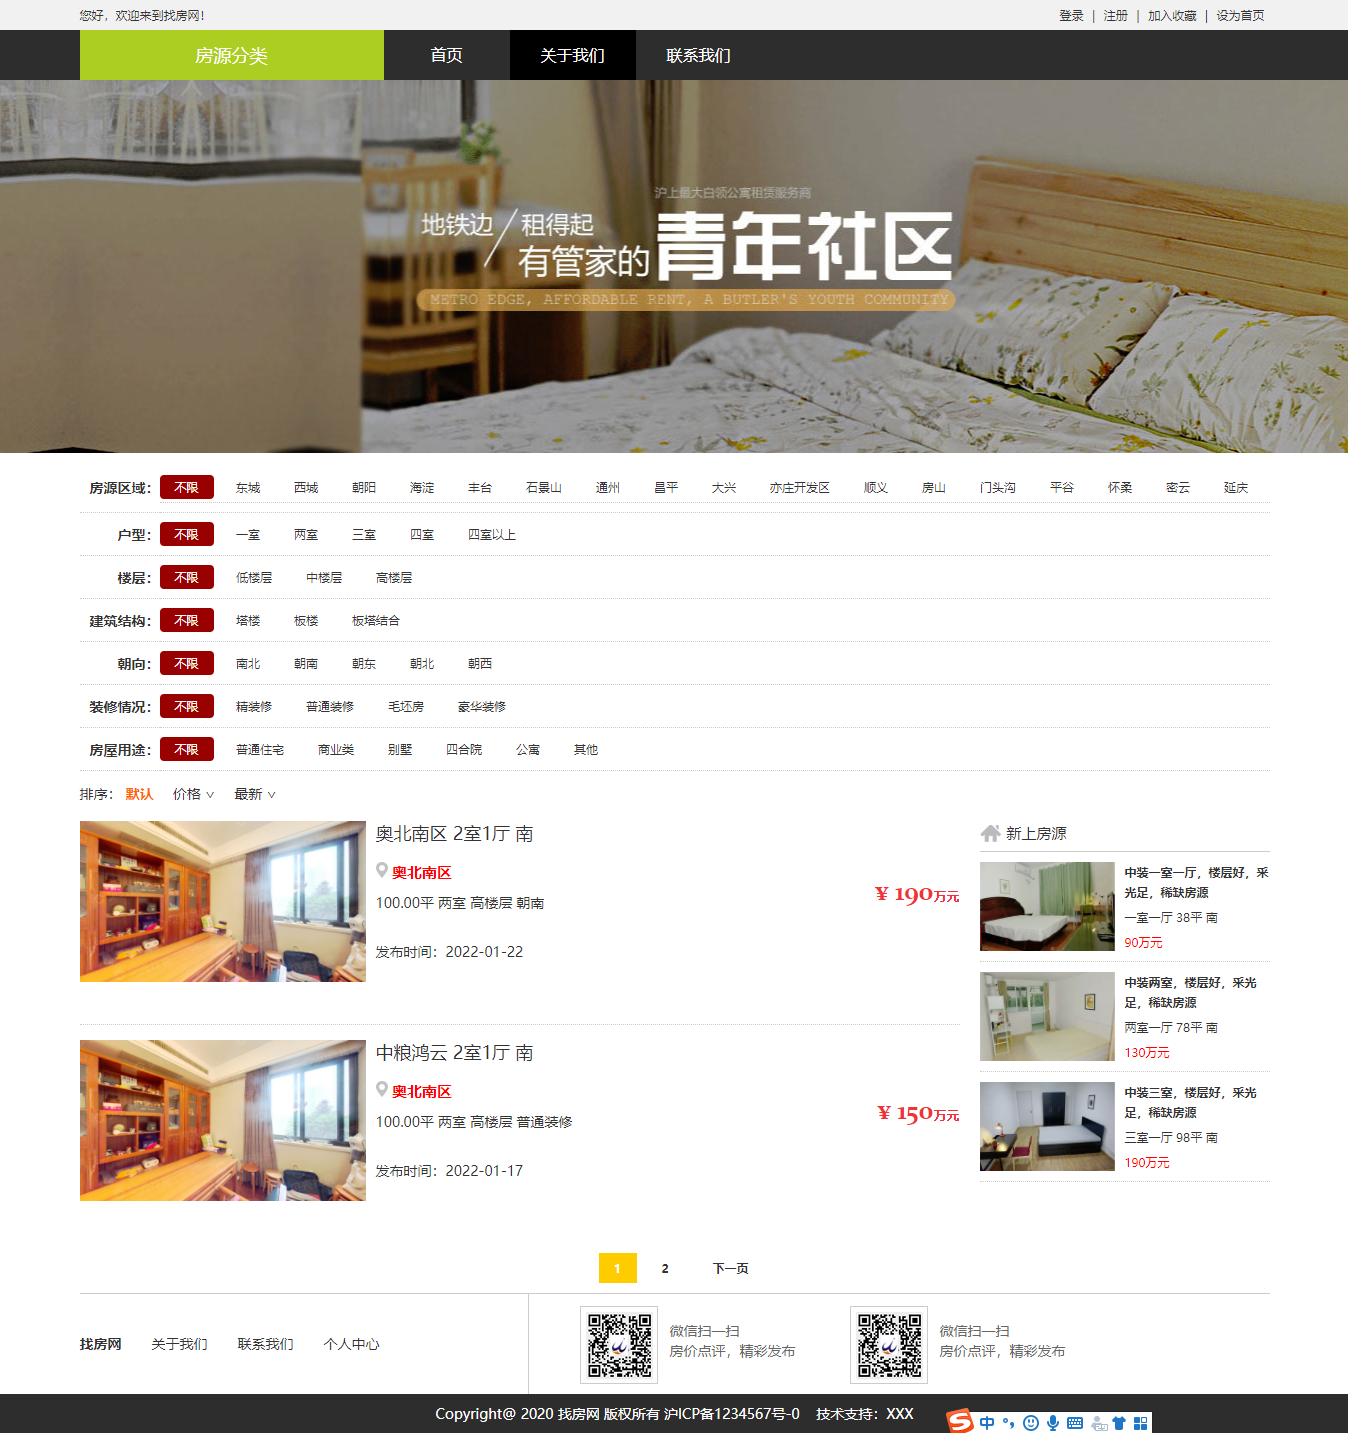 您好，欢迎来到找房网！
登录 | 注册 | 加入收藏 | 设为首页
房源分类 首页 关于我们 联系我们
沪上最大白领公寓租赁服务商
地铁边 / 租得起
有管家的 青年社区
METRO EDGE, AFFORDABLE RENT, A BUTLER'S YOUTH COMMUNITY
房源区域： 不限 东城 西城 朝阳 海淀 丰台 石景山 通州 昌平 大兴 亦庄开发区 顺义 房山 门头沟 平谷 怀柔 密云 延庆
户型： 不限 一室 两室 三室 四室 四室以上
楼层： 不限 低楼层 中楼层 高楼层
建筑结构： 不限 塔楼 板楼 板塔结合
朝向： 不限 南北 朝南 朝东 朝北 朝西
装修情况： 不限 精装修 普通装修 毛坯房 豪华装修
房屋用途： 不限 普通住宅 商业类 别墅 四合院 公寓 其他
排序： 默认 价格 ∨ 最新 ∨
奥北南区 2室1厅 南
奥北南区
100.00平 两室 高楼层 朝南
发布时间：2022-01-22
¥ 190万元
中粮鸿云 2室1厅 南
奥北南区
100.00平 两室 高楼层 普通装修
发布时间：2022-01-17
¥ 150万元
新上房源
中装一室一厅，楼层好，采
光足，稀缺房源
一室一厅 38平 南
90万元
中装两室，楼层好，采光
足，稀缺房源
两室一厅 78平 南
130万元
中装三室，楼层好，采光
足，稀缺房源
三室一厅 98平 南
190万元
1 2 下一页
找房网 关于我们 联系我们 个人中心
微信扫一扫
房价点评，精彩发布
微信扫一扫
房价点评，精彩发布
Copyright@ 2020 找房网 版权所有 沪ICP备1234567号-0 技术支持：XXX
S 中